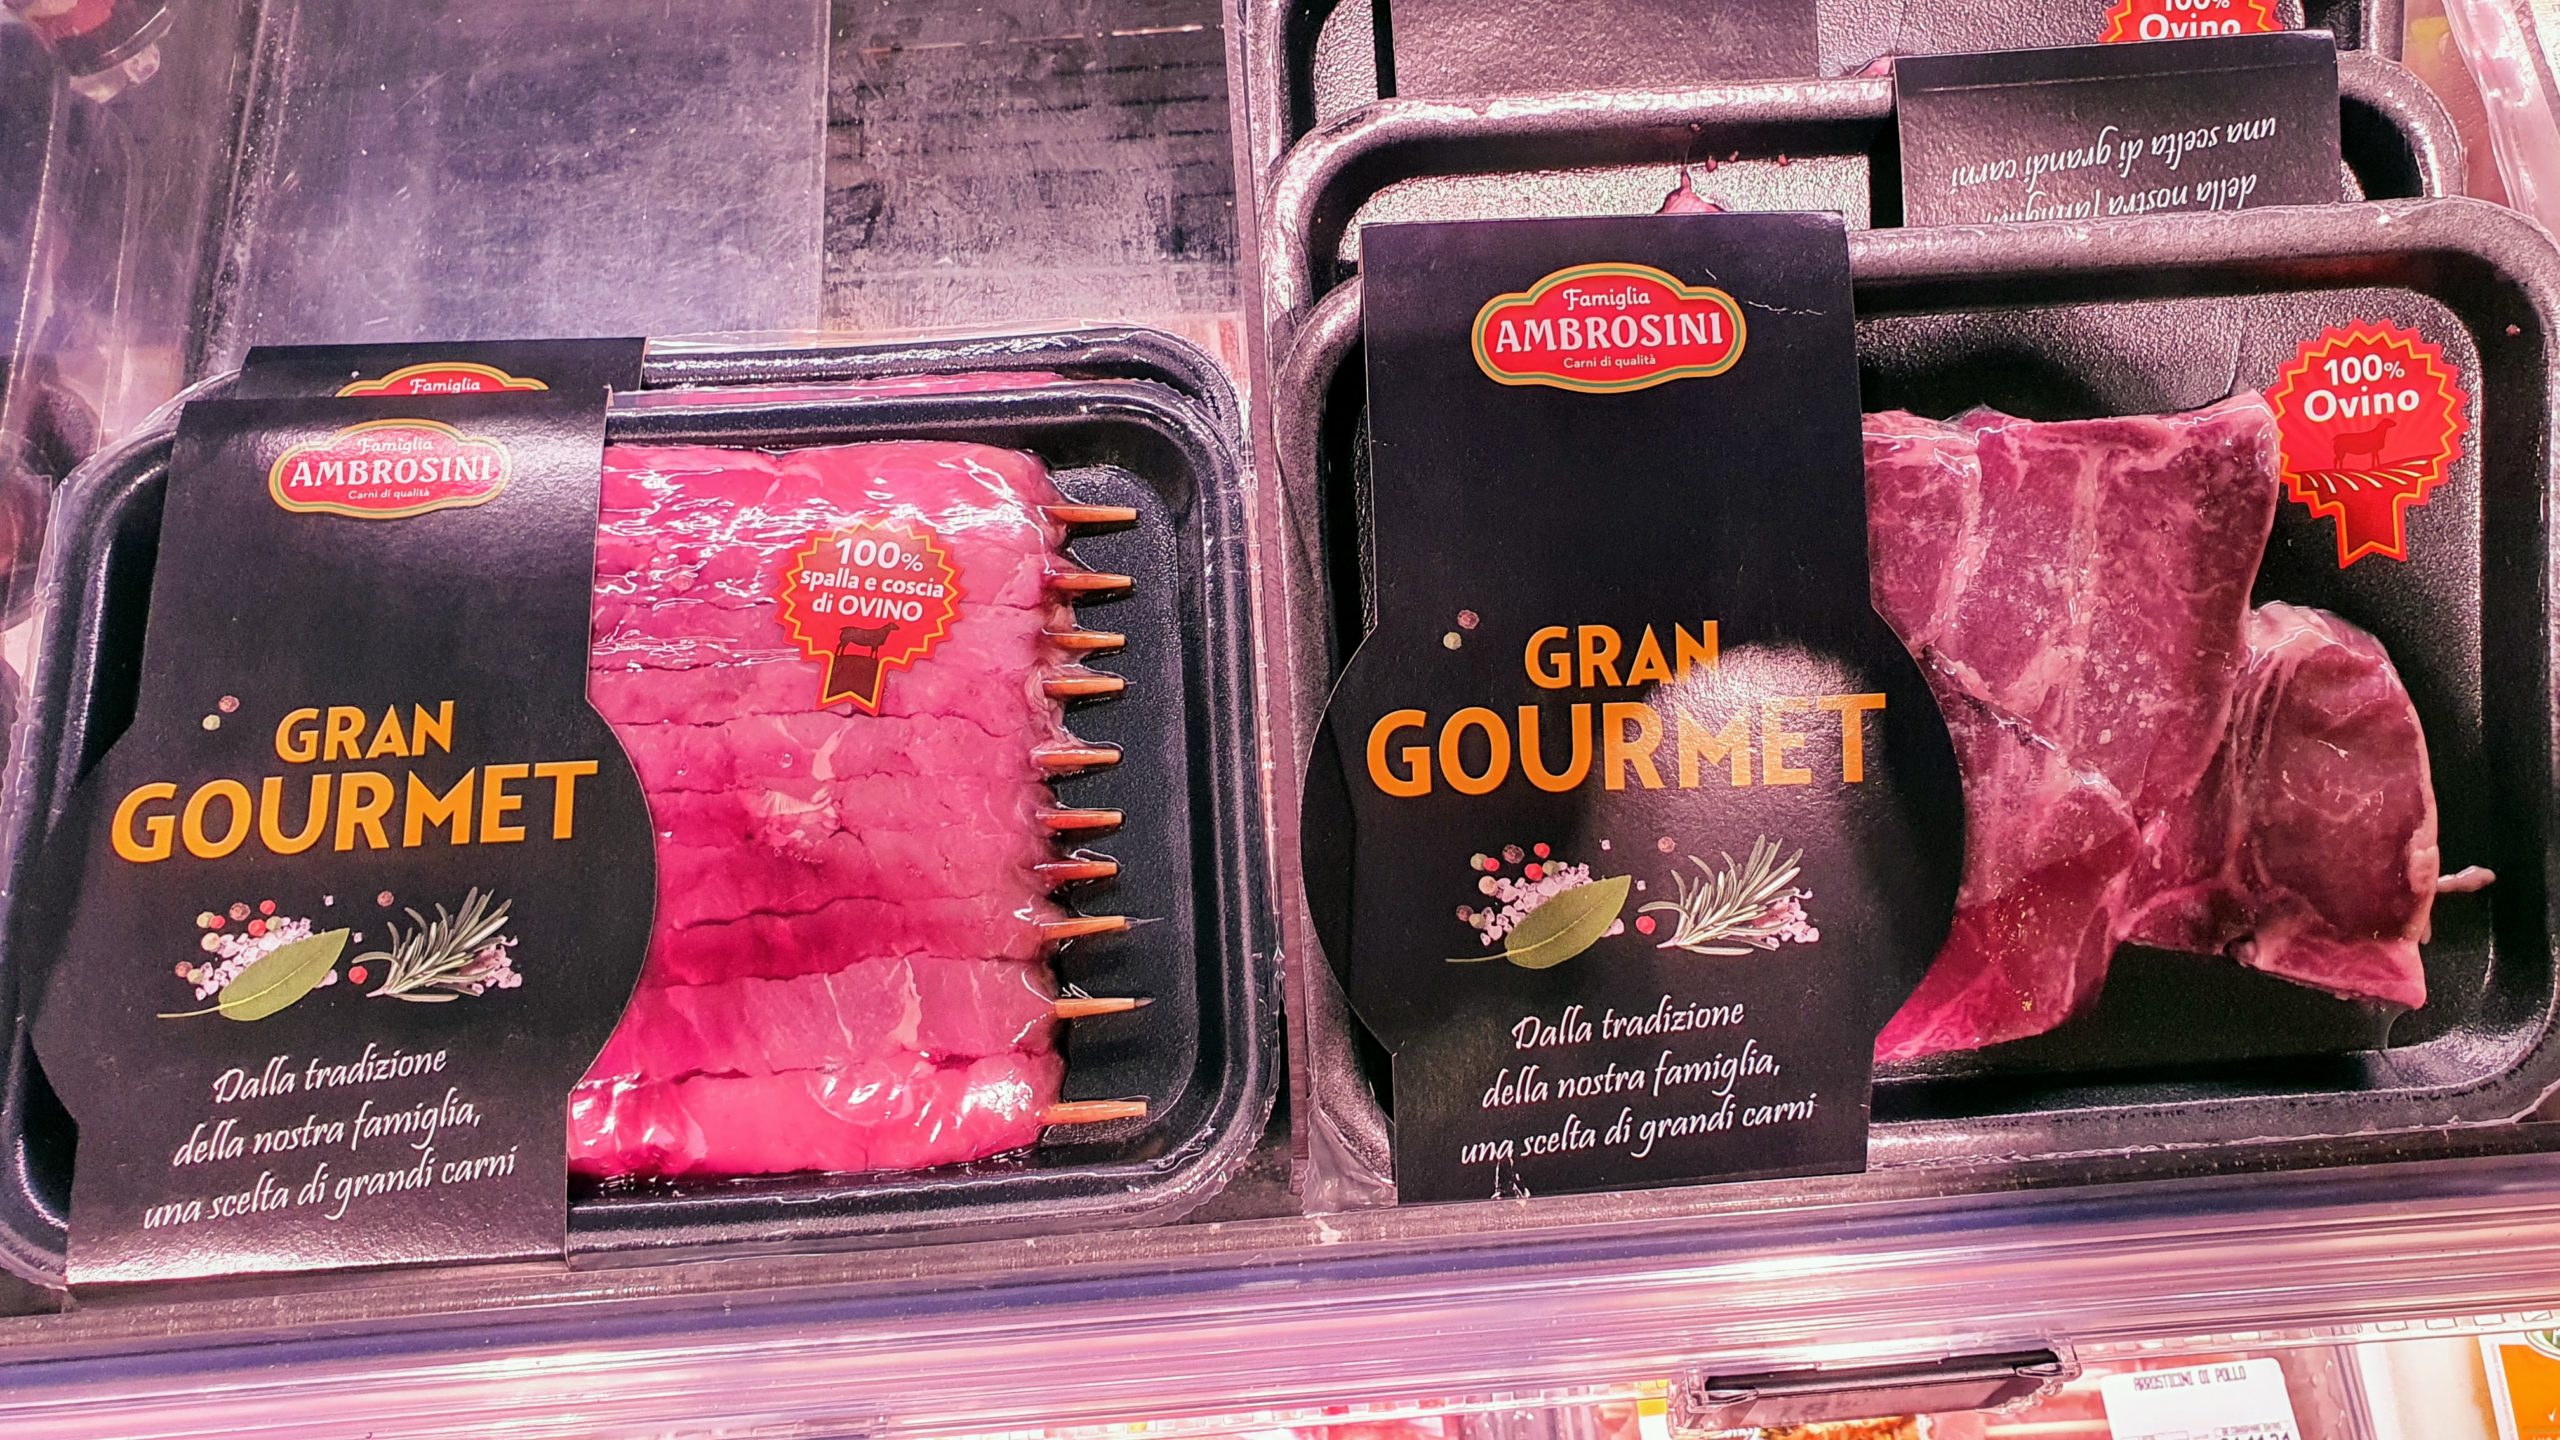 Famiglia
Famiglia
AMBROSINI
Carni di qualità
100%
spalla e coscia
di OVINO
GRAN
GOURMET
Dalla tradizione
della nostra famiglia,
una scelta di grandi carni
100%
Ovino
della nostra famiglia,
una scelta di grandi carni
Famiglia
AMBROSINI
Carni di qualità
100%
Ovino
GRAN
GOURMET
Dalla tradizione
della nostra famiglia,
una scelta di grandi carni
ARROSTICINI DI POLLO